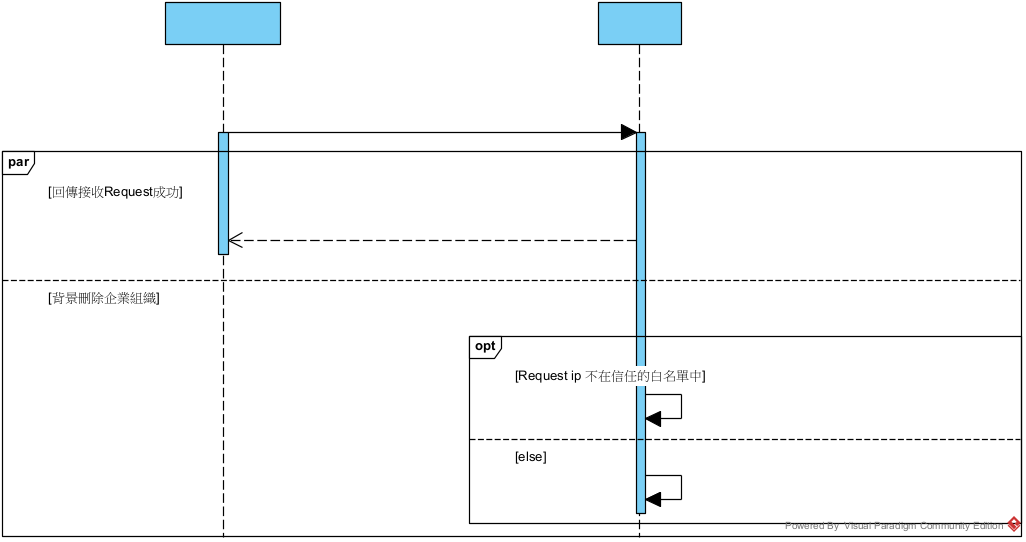 par
[回傳接收Request成功]
[背景刪除企業組織]
opt
[Request ip 不在信任的白名單中]
[else]
Powered By Visual Paradigm Community Edition